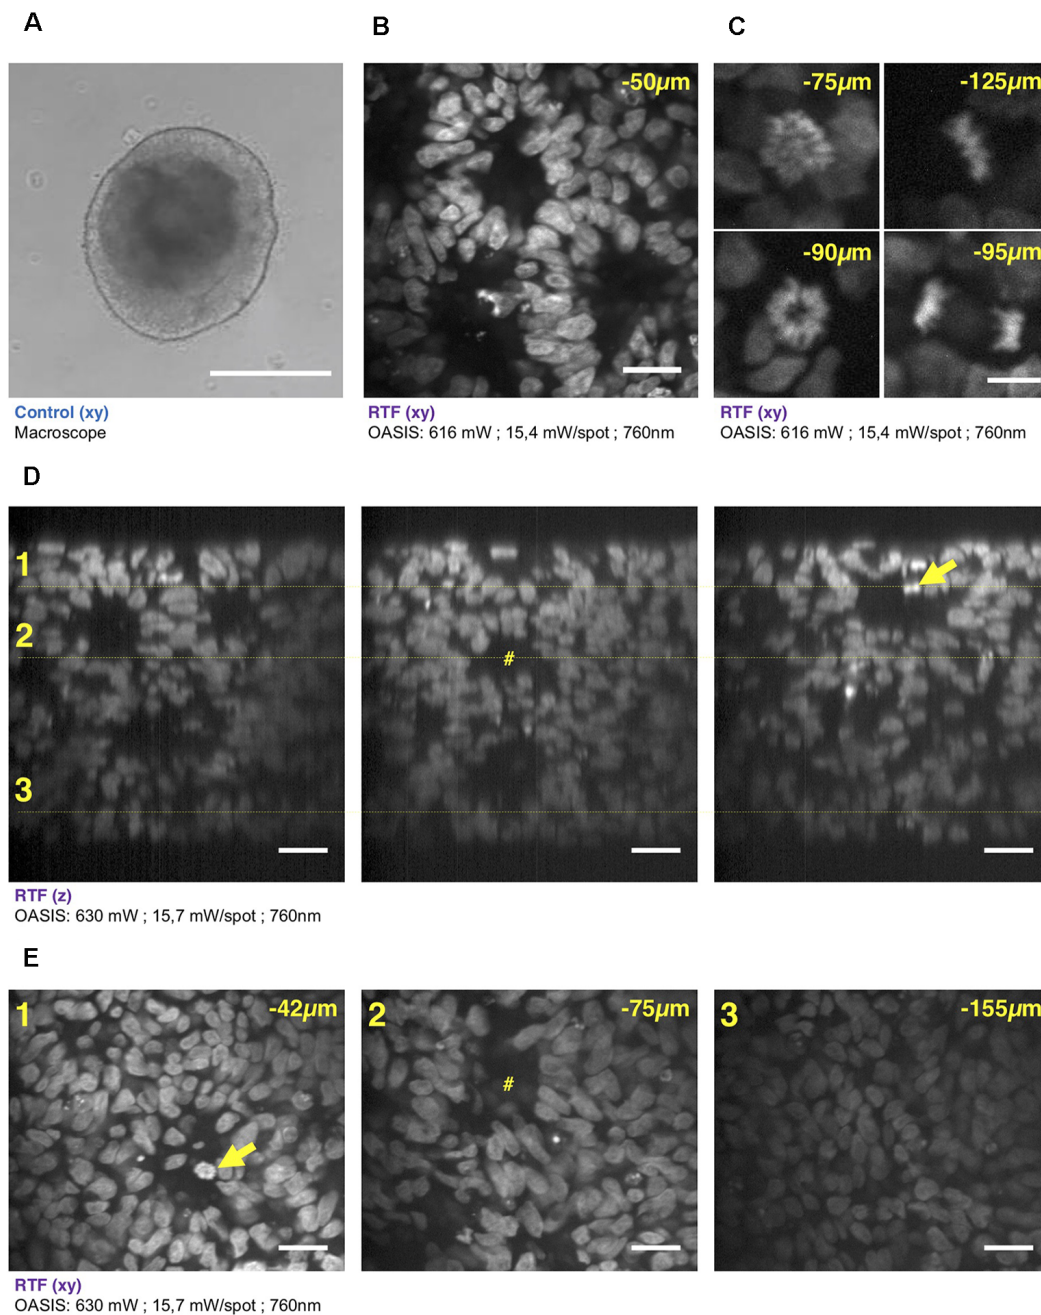 A
B
C
-50µm
-75µm
-125µm
-90µm
-95µm
Control (xy)
Macroscope
RTF (xy)
OASIS: 616 mW ; 15,4 mW/spot ; 760nm
RTF (xy)
OASIS: 616 mW ; 15,4 mW/spot ; 760nm
D
1
2
3
#
RTF (z)
OASIS: 630 mW ; 15,7 mW/spot ; 760nm
E
1
-42µm
2
-75µm
#
3
-155µm
RTF (xy)
OASIS: 630 mW ; 15,7 mW/spot ; 760nm